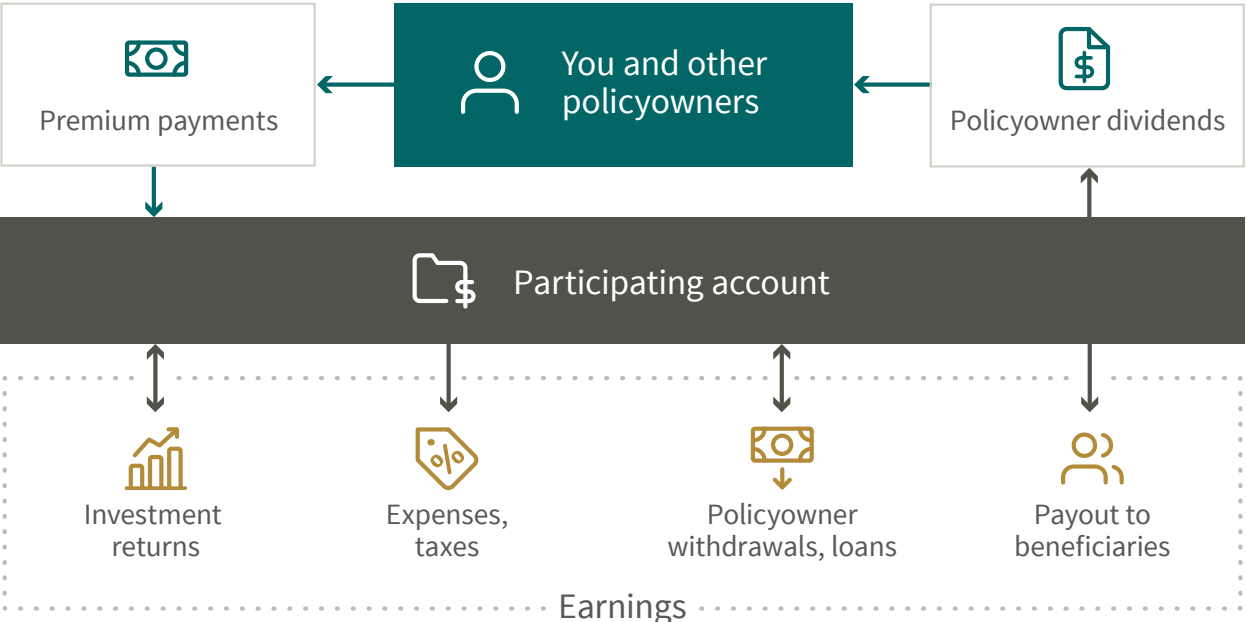 You and other
policyowners
Premium payments
Policyowner dividends
Participating account
Investment
returns
Expenses,
taxes
Policyowner
withdrawals, loans
Payout to
beneficiaries
Earnings